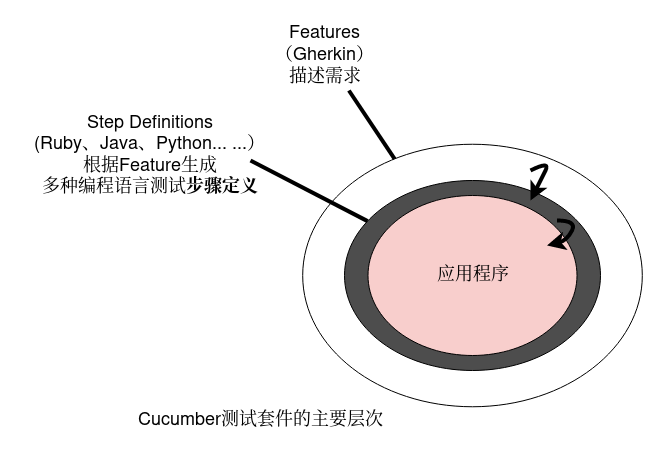 Features
（Gherkin）
描述需求
Step Definitions
(Ruby、Java、Python... ...）
根据Feature生成
多种编程语言测试步骤定义
应用程序
Cucumber测试套件的主要层次